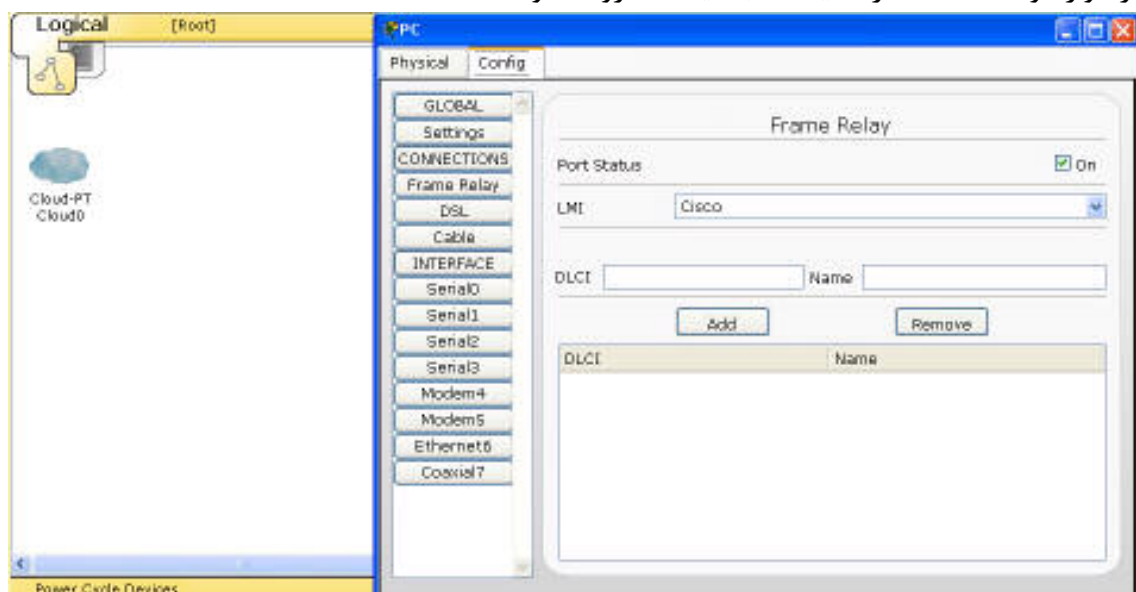 Logical [Root]
PC
Physical Config
GLOBAL
Settings
CONNECTIONS
Frame Relay
DSL
Cable
INTERFACE
Serial0
Serial1
Serial2
Serial3
Modem4
Modem5
Ethernet6
Coaxial7
Frame Relay
Port Status On
LMI Cisco
DLCI Name
Add Remove
DLCI Name
Cloud-PT
Cloud0
Power Cycle Devices